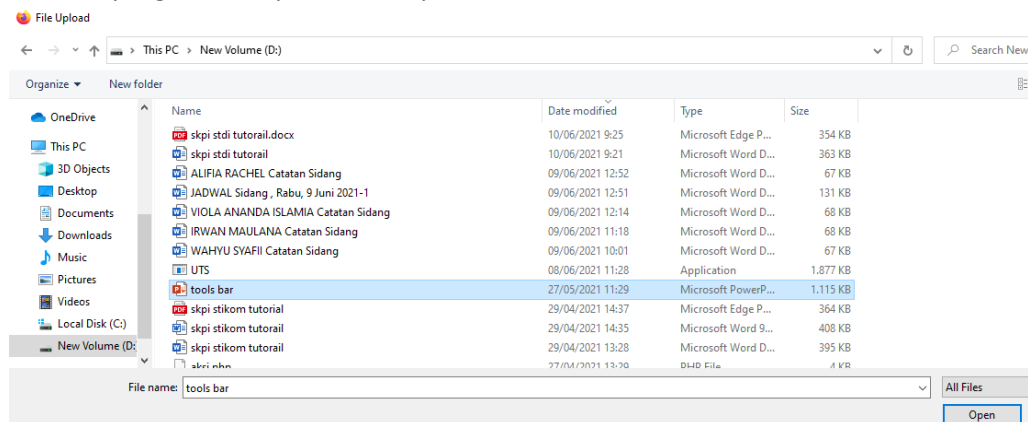 File Upload
This PC > New Volume (D:)
Search New
Organize
New folder
OneDrive
This PC
3D Objects
Desktop
Documents
Downloads
Music
Pictures
Videos
Local Disk (C:)
New Volume (D:
Name Date modified Type Size
skpi stdi tutorail.docx 10/06/2021 9:25 Microsoft Edge P... 354 KB
skpi stdi tutorail 10/06/2021 9:21 Microsoft Word D... 363 KB
ALIFIA RACHEL Catatan Sidang 09/06/2021 12:52 Microsoft Word D... 67 KB
JADWAL Sidang , Rabu, 9 Juni 2021-1 09/06/2021 12:51 Microsoft Word D... 131 KB
VIOLA ANANDA ISLAMIA Catatan Sidang 09/06/2021 12:14 Microsoft Word D... 68 KB
IRWAN MAULANA Catatan Sidang 09/06/2021 11:18 Microsoft Word D... 68 KB
WAHYU SYAFII Catatan Sidang 09/06/2021 10:01 Microsoft Word D... 67 KB
UTS 08/06/2021 11:28 Application 1.877 KB
tools bar 27/05/2021 11:29 Microsoft PowerP... 1.115 KB
skpi stikom tutorial 29/04/2021 14:37 Microsoft Edge P... 364 KB
skpi stikom tutorail 29/04/2021 14:35 Microsoft Word 9... 408 KB
skpi stikom tutorail 29/04/2021 13:28 Microsoft Word D... 395 KB
27/04/2021 13:29 PHP File 4 KB
File name: tools bar
All Files
Open